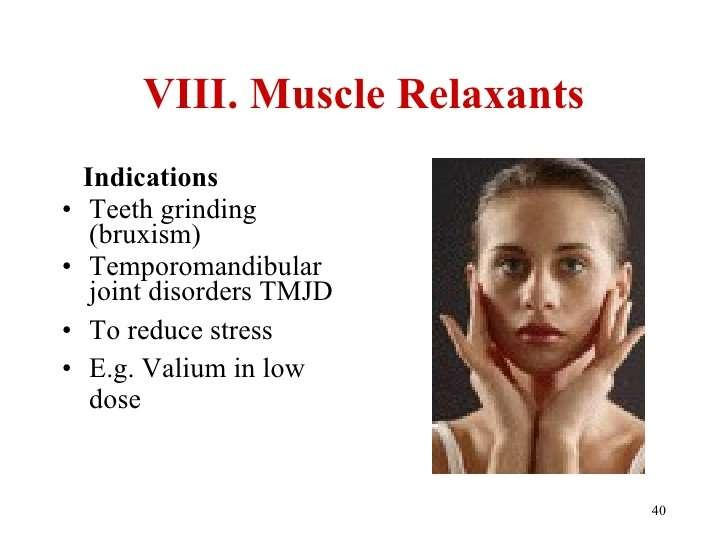 VIII. Muscle Relaxants
Indications
• Teeth grinding
(bruxism)
• Temporomandibular
joint disorders TMJD
• To reduce stress
• E.g. Valium in low
dose
40